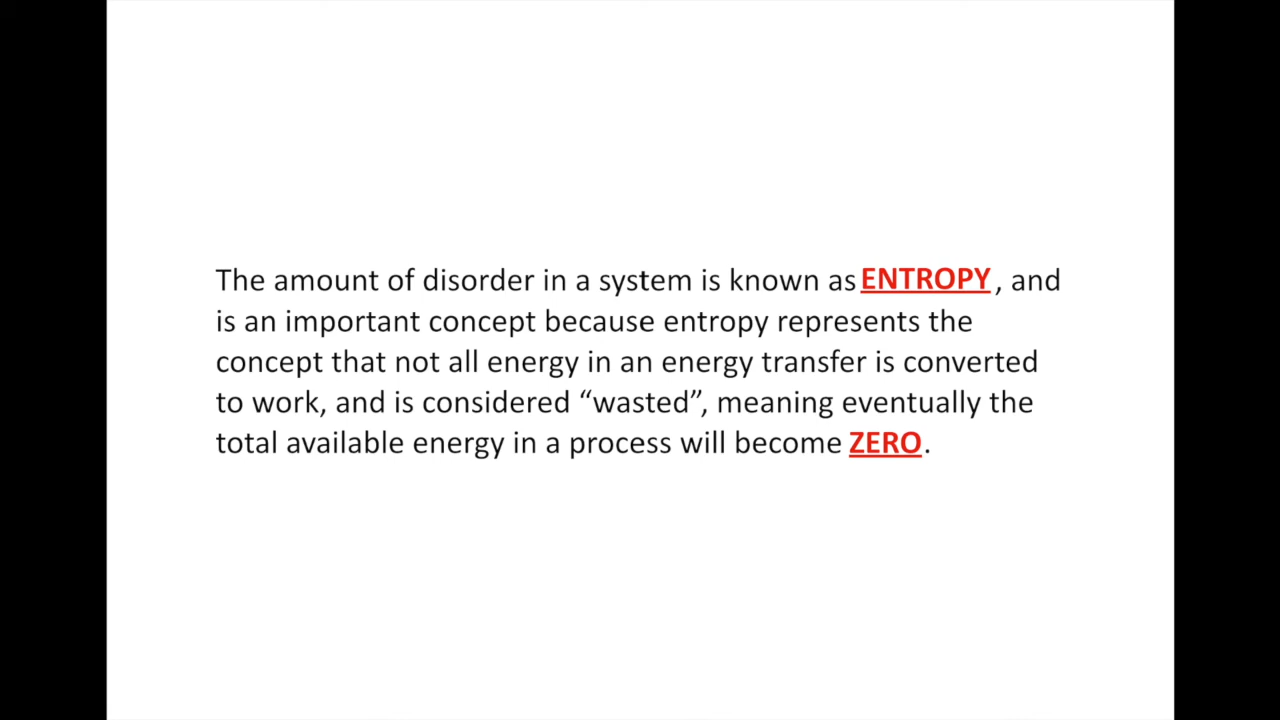 The amount of disorder in a system is known as ENTROPY, and
is an important concept because entropy represents the
concept that not all energy in an energy transfer is converted
to work, and is considered “wasted”, meaning eventually the
total available energy in a process will become ZERO.